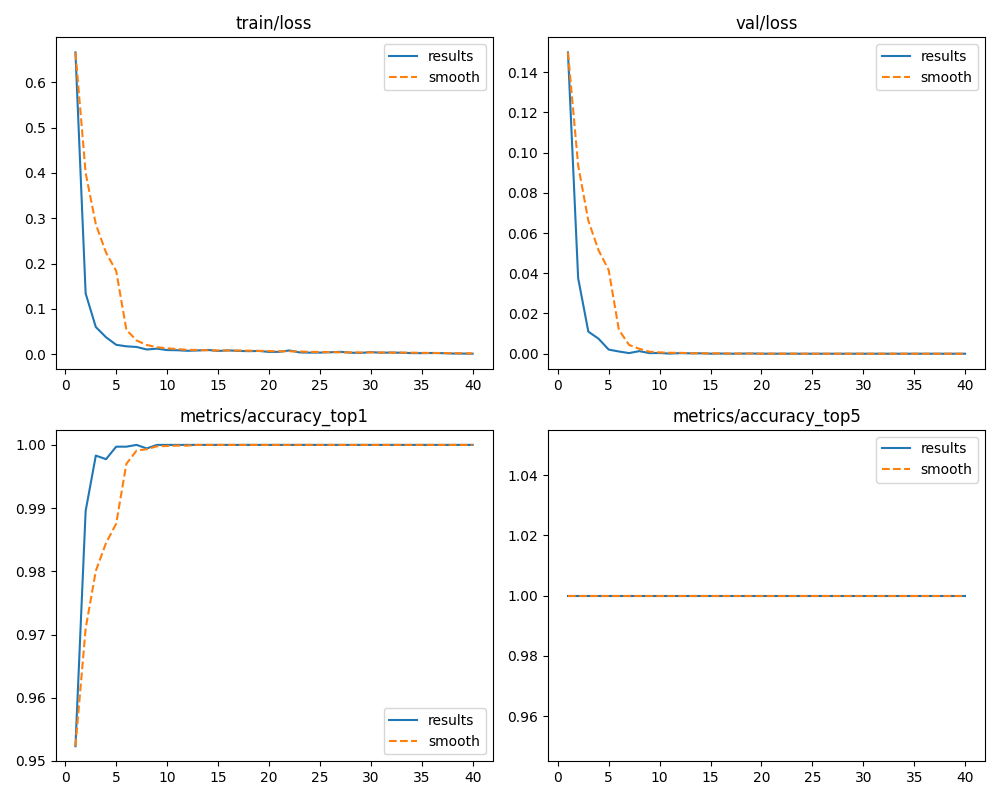 train/loss
results
smooth
0.6
0.5
0.4
0.3
0.2
0.1
0.0
0 5 10 15 20 25 30 35 40
val/loss
results
smooth
0.14
0.12
0.10
0.08
0.06
0.04
0.02
0.00
0 5 10 15 20 25 30 35 40
metrics/accuracy_top1
1.00
0.99
0.98
0.97
0.96
0.95
results
smooth
0 5 10 15 20 25 30 35 40
metrics/accuracy_top5
results
smooth
1.04
1.02
1.00
0.98
0.96
0 5 10 15 20 25 30 35 40